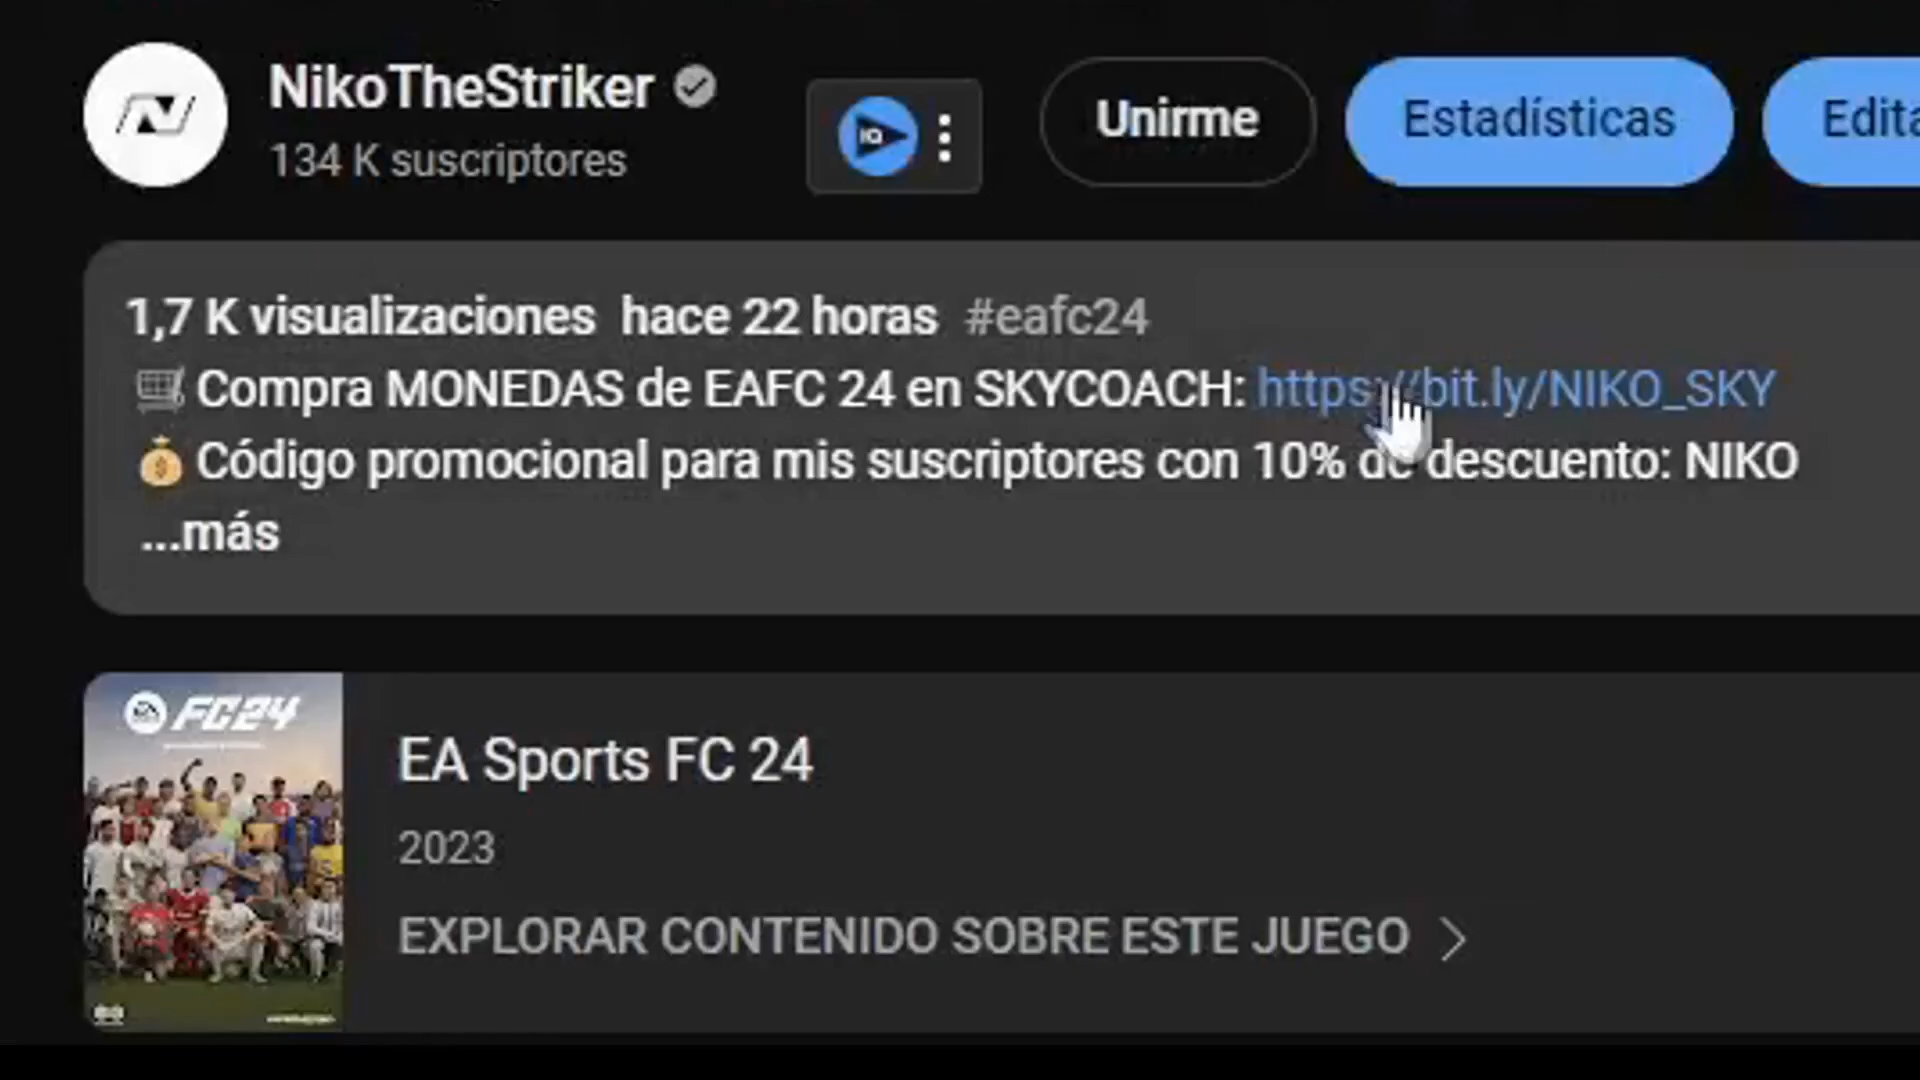 NikoTheStriker
134 K suscriptores
IQ
Unirme
Estadísticas
Edita
1,7 K visualizaciones hace 22 horas #eafc24
Compra MONEDAS de EAFC 24 en SKYCOACH: https://bit.ly/NIKO_SKY
Código promocional para mis suscriptores con 10% de descuento: NIKO
...más
FC24
EA Sports FC 24
2023
EXPLORAR CONTENIDO SOBRE ESTE JUEGO